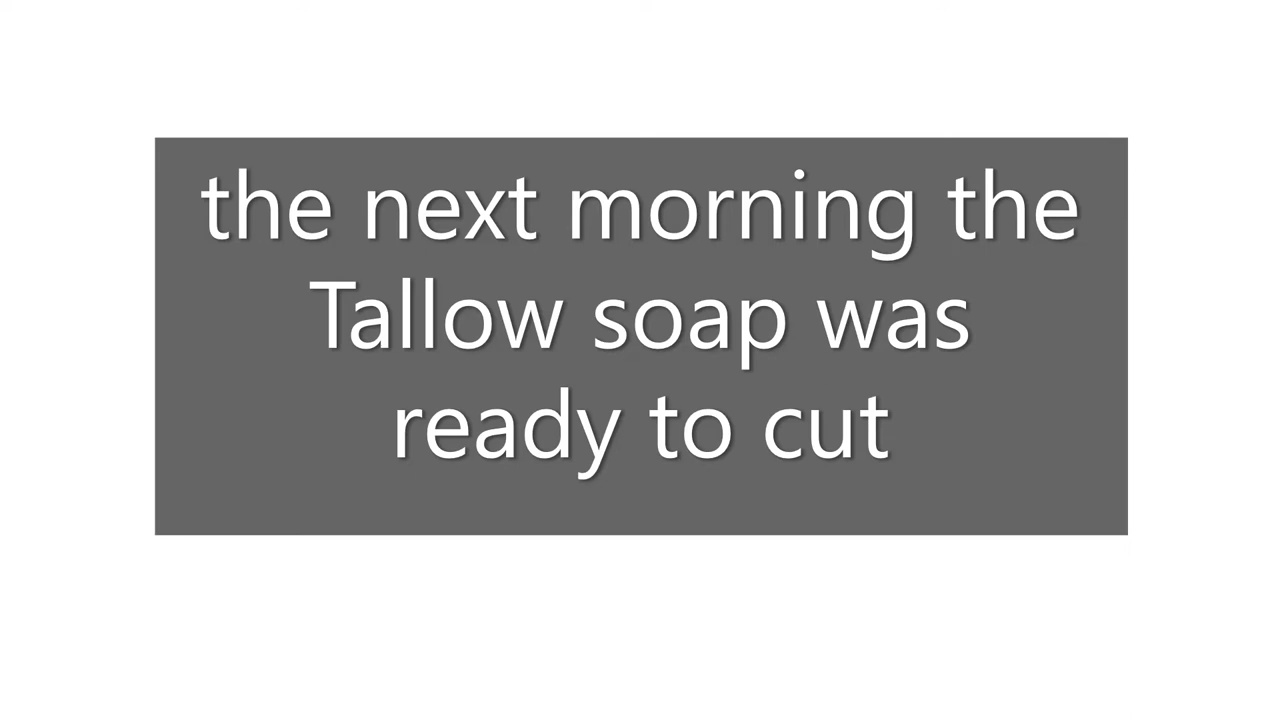 the next morning the
Tallow soap was
ready to cut